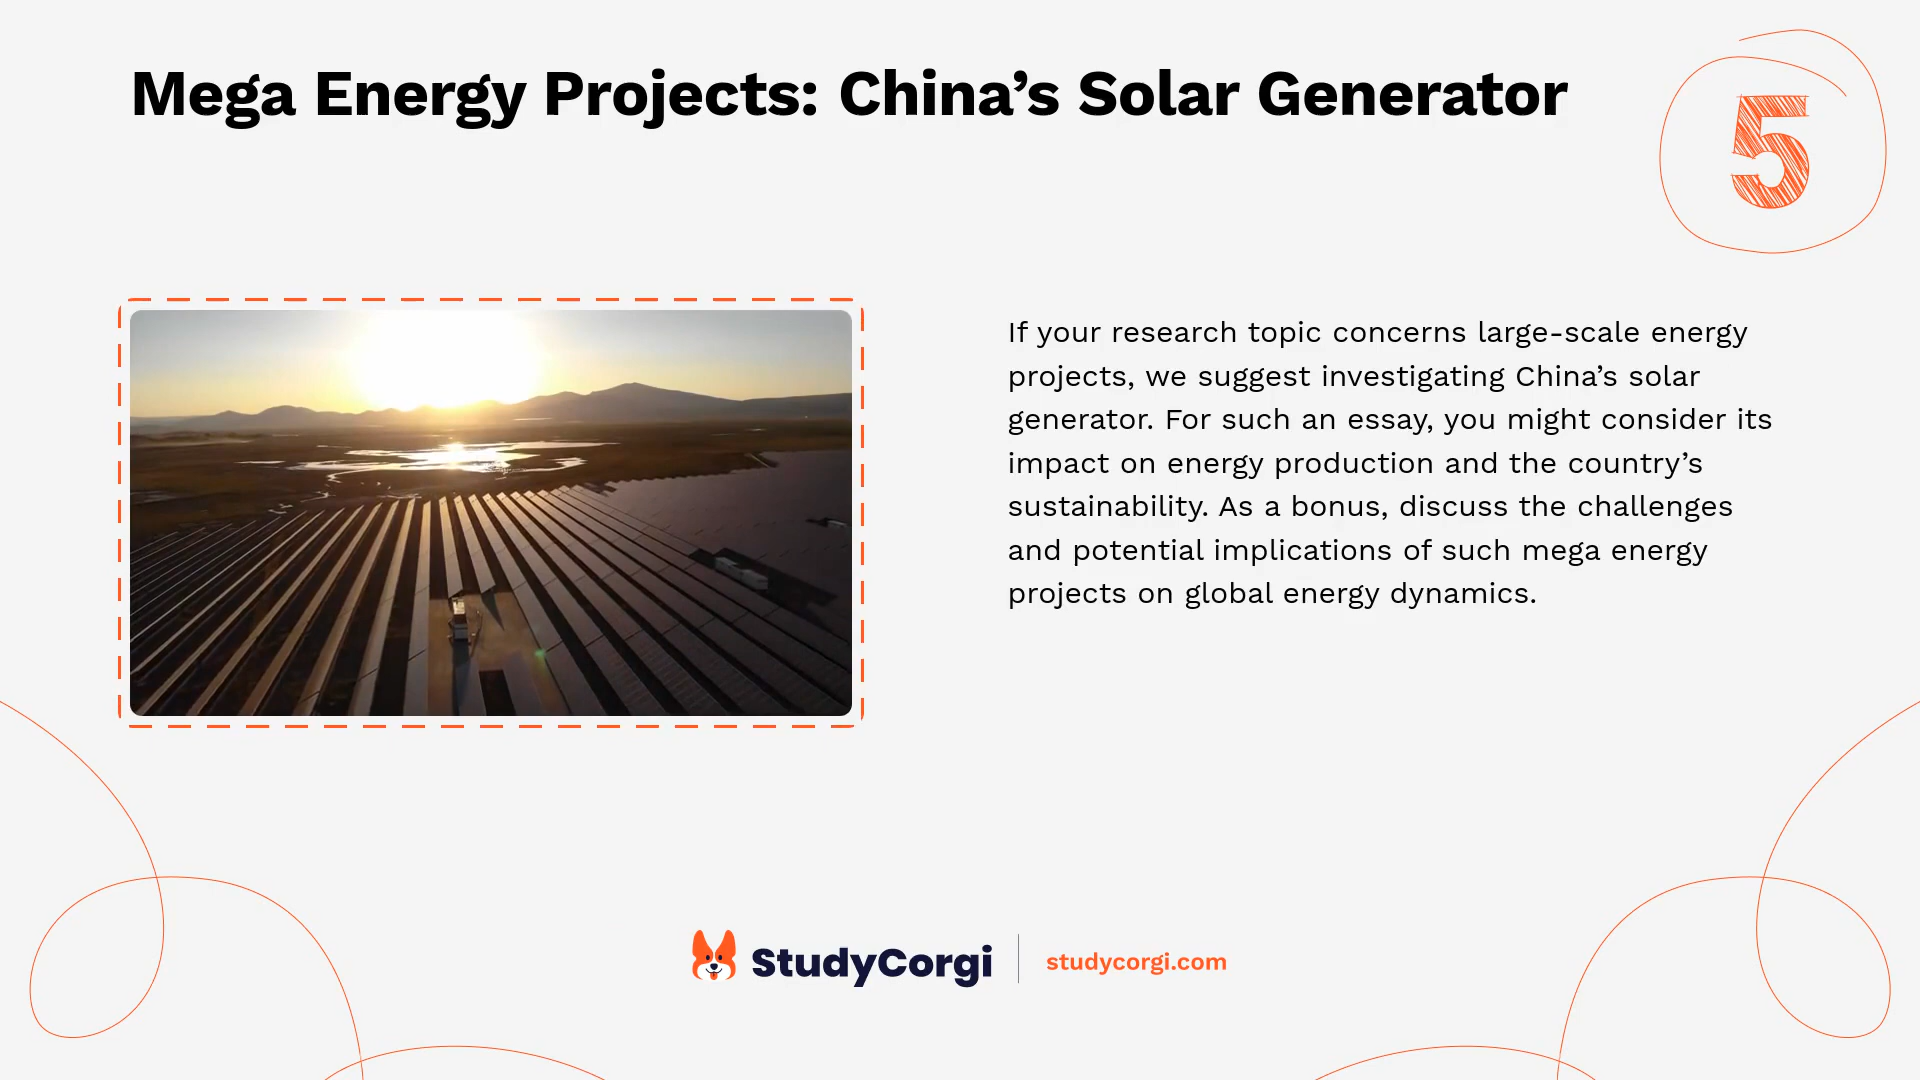 Mega Energy Projects: China’s Solar Generator
5
If your research topic concerns large-scale energy
projects, we suggest investigating China’s solar
generator. For such an essay, you might consider its
impact on energy production and the country’s
sustainability. As a bonus, discuss the challenges
and potential implications of such mega energy
projects on global energy dynamics.
StudyCorgi
studycorgi.com